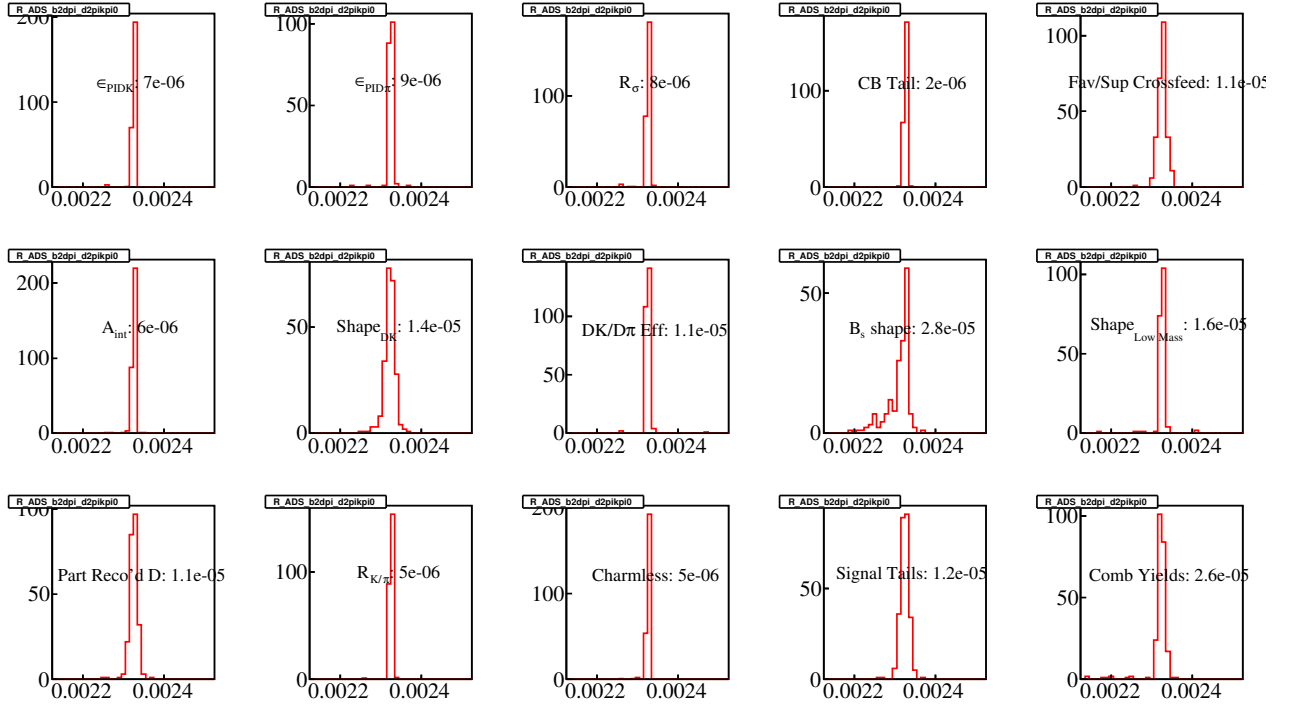 R_ADS_b2dpi_d2pikpi0 R_ADS_b2dpi_d2pikpi0 R_ADS_b2dpi_d2pikpi0 R_ADS_b2dpi_d2pikpi0 R_ADS_b2dpi_d2pikpi0
200 100 100 100 100
∈PIDK: 7e-06 ∈PIDπ: 9e-06 Rσ: 8e-06 CB Tail: 2e-06 Fav/Sup Crossfeed: 1.1e-05
100 50 50
0 0 0 0 0
0.0022 0.0024 0.0022 0.0024 0.0022 0.0024 0.0022 0.0024 0.0022 0.0024
R_ADS_b2dpi_d2pikpi0 R_ADS_b2dpi_d2pikpi0 R_ADS_b2dpi_d2pikpi0 R_ADS_b2dpi_d2pikpi0 R_ADS_b2dpi_d2pikpi0
200 50 100 50 100
Aint: 6e-06 ShapeDK: 1.4e-05 DK/Dπ Eff: 1.1e-05 Bs shape: 2.8e-05 ShapeLow Mass: 1.6e-05
100 50 50
0 0 0 0 0
0.0022 0.0024 0.0022 0.0024 0.0022 0.0024 0.0022 0.0024 0.0022 0.0024
R_ADS_b2dpi_d2pikpi0 R_ADS_b2dpi_d2pikpi0 R_ADS_b2dpi_d2pikpi0 R_ADS_b2dpi_d2pikpi0 R_ADS_b2dpi_d2pikpi0
100 100 200 50 100
Part Reco'd D: 1.1e-05 RK/π: 5e-06 Charmless: 5e-06 Signal Tails: 1.2e-05 Comb Yields: 2.6e-05
50 100 50
0 0 0 0 0
0.0022 0.0024 0.0022 0.0024 0.0022 0.0024 0.0022 0.0024 0.0022 0.0024